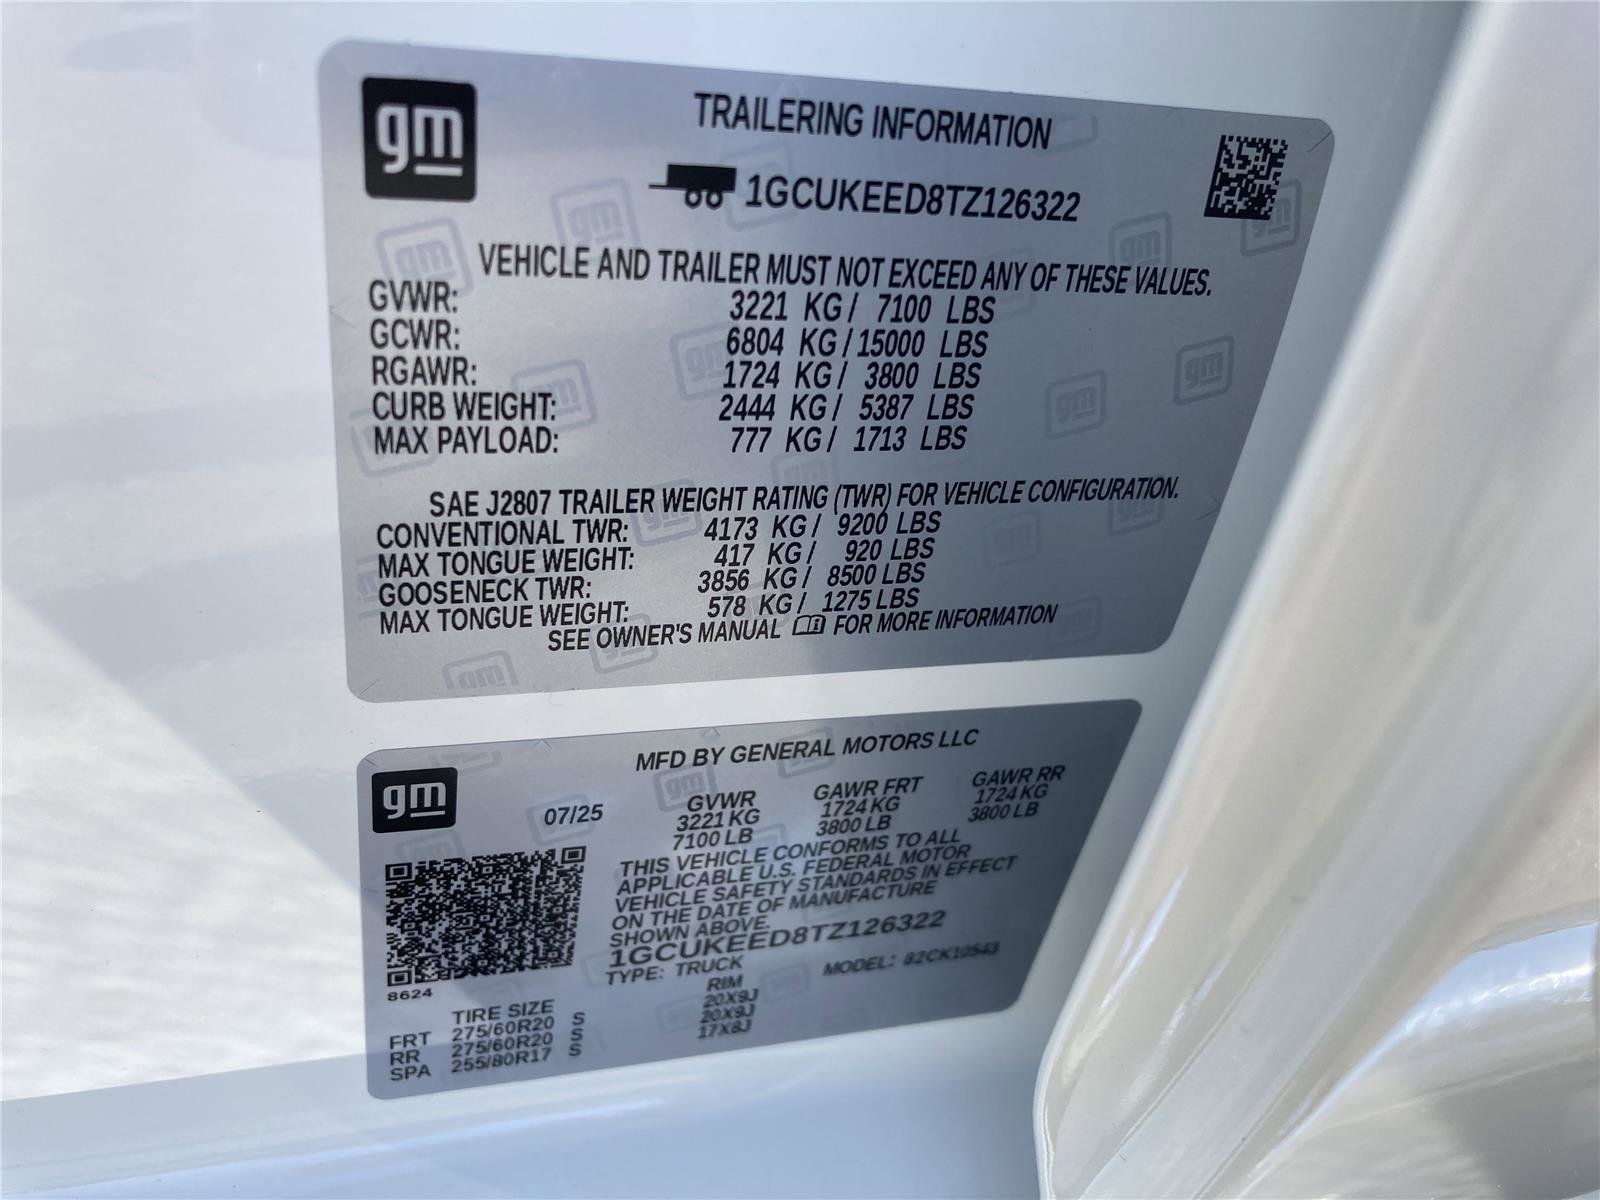 gm
TRAILERING INFORMATION
1GCUKEED8TZ126322
VEHICLE AND TRAILER MUST NOT EXCEED ANY OF THESE VALUES.
GVWR: 3221 KG/ 7100 LBS
GCWR: 6804 KG/15000 LBS
RGAWR: 1724 KG/ 3800 LBS
CURB WEIGHT: 2444 KG/ 5387 LBS
MAX PAYLOAD: 777 KG/ 1713 LBS
SAE J2807 TRAILER WEIGHT RATING (TWR) FOR VEHICLE CONFIGURATION.
CONVENTIONAL TWR: 4173 KG/ 9200 LBS
MAX TONGUE WEIGHT: 417 KG/ 920 LBS
GOOSENECK TWR: 3856 KG/ 8500 LBS
MAX TONGUE WEIGHT: 578 KG/ 1275 LBS
SEE OWNER'S MANUAL FOR MORE INFORMATION
gm
MFD BY GENERAL MOTORS LLC
07/25 GVWR GAWR FRT GAWR RR
3221 KG 1724 KG 1724 KG
7100 LB 3800 LB 3800 LB
THIS VEHICLE CONFORMS TO ALL
APPLICABLE U.S. FEDERAL MOTOR
VEHICLE SAFETY STANDARDS IN EFFECT
ON THE DATE OF MANUFACTURE
SHOWN ABOVE.
1GCUKEED8TZ126322
TYPE: TRUCK MODEL: 82CK10543
8624
TIRE SIZE RIM
FRT 275/60R20 S 20X9J
RR 275/60R20 S 20X9J
SPA 255/80R17 S 17X8J